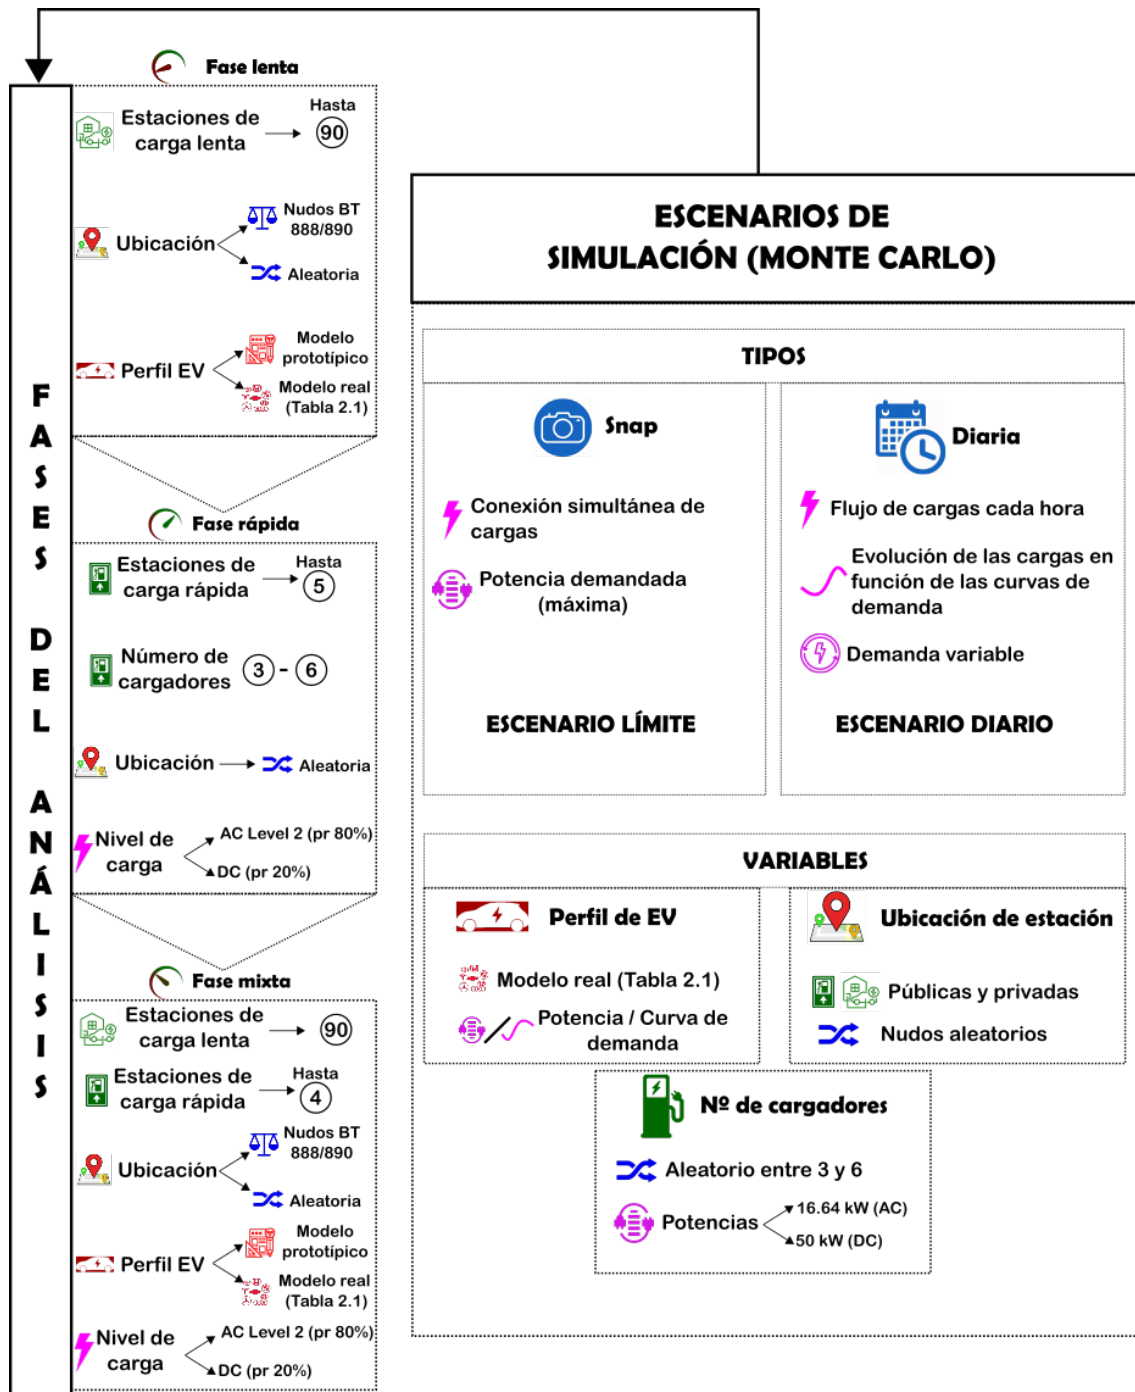 FASES DEL ANÁLISIS
Fase lenta
Estaciones de
carga lenta
Hasta
90
Ubicación
Nudos BT
888/890
Aleatoria
Perfil EV
Modelo
prototípico
Modelo real
(Tabla 2.1)
Fase rápida
Estaciones de
carga rápida
Hasta
5
Número de
cargadores
3 - 6
Ubicación
Aleatoria
Nivel de
carga
AC Level 2 (pr 80%)
DC (pr 20%)
Fase mixta
Estaciones de
carga lenta
90
Estaciones de
carga rápida
Hasta
4
Ubicación
Nudos BT
888/890
Aleatoria
Perfil EV
Modelo
prototípico
Modelo real
(Tabla 2.1)
Nivel de
carga
AC Level 2 (pr 80%)
DC (pr 20%)
ESCENARIOS DE
SIMULACIÓN (MONTE CARLO)
TIPOS
Snap
Conexión simultánea de
cargas
Potencia demandada
(máxima)
ESCENARIO LÍMITE
Diaria
Flujo de cargas cada hora
Evolución de las cargas en
función de las curvas de
demanda
Demanda variable
ESCENARIO DIARIO
VARIABLES
Perfil de EV
Modelo real (Tabla 2.1)
Potencia / Curva de
demanda
Ubicación de estación
Públicas y privadas
Nudos aleatorios
Nº de cargadores
Aleatorio entre 3 y 6
Potencias
16.64 kW (AC)
50 kW (DC)